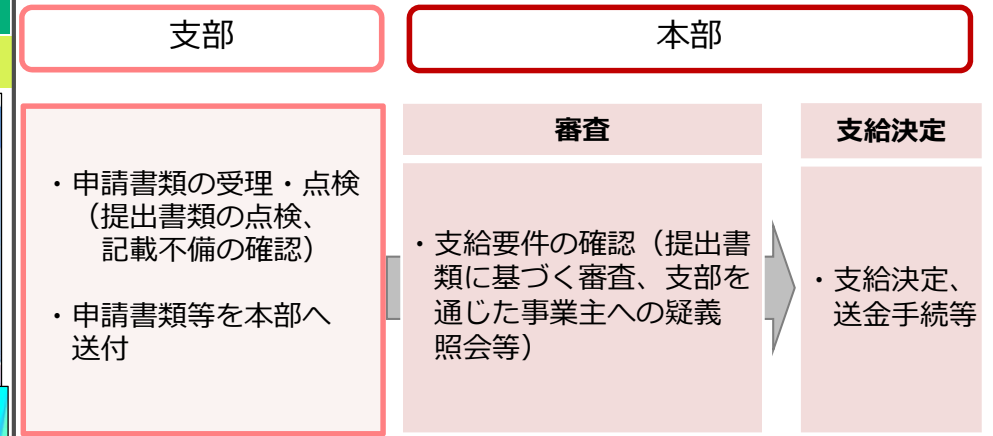 支部
本部
・申請書類の受理・点検
（提出書類の点検、
記載不備の確認）
・申請書類等を本部へ
送付
審査
・支給要件の確認（提出書
類に基づく審査、支部を
通じた事業主への疑義
照会等）
支給決定
・支給決定、
送金手続等